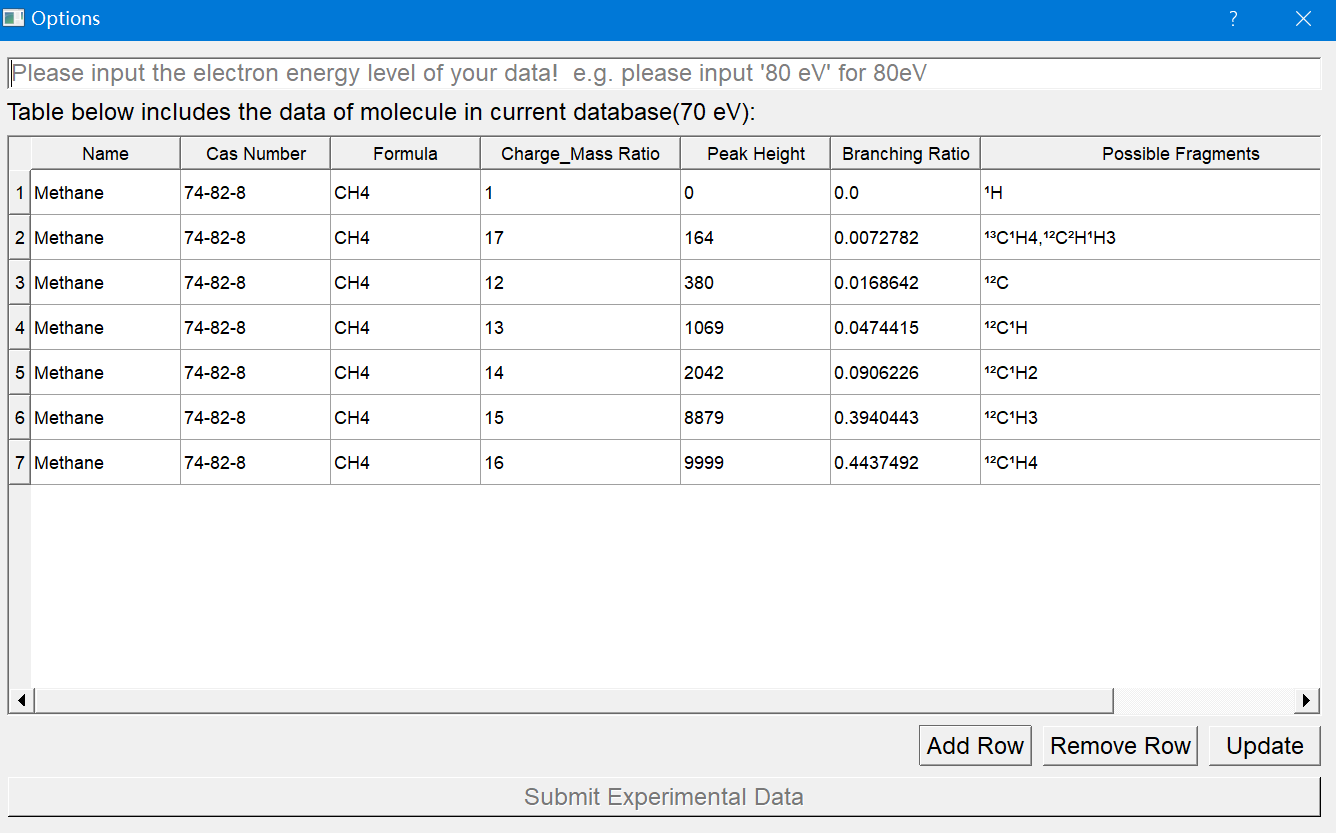 Options
Please input the electron energy level of your data!  e.g. please input '80 eV' for 80eV
Table below includes the data of molecule in current database(70 eV):
Name Cas Number Formula Charge_Mass Ratio Peak Height Branching Ratio Possible Fragments
1 Methane 74-82-8 CH4 1 0 0.0 ¹H
2 Methane 74-82-8 CH4 17 164 0.0072782 ¹³C¹H4,¹²C²H¹H3
3 Methane 74-82-8 CH4 12 380 0.0168642 ¹²C
4 Methane 74-82-8 CH4 13 1069 0.0474415 ¹²C¹H
5 Methane 74-82-8 CH4 14 2042 0.0906226 ¹²C¹H2
6 Methane 74-82-8 CH4 15 8879 0.3940443 ¹²C¹H3
7 Methane 74-82-8 CH4 16 9999 0.4437492 ¹²C¹H4
Add Row Remove Row Update
Submit Experimental Data